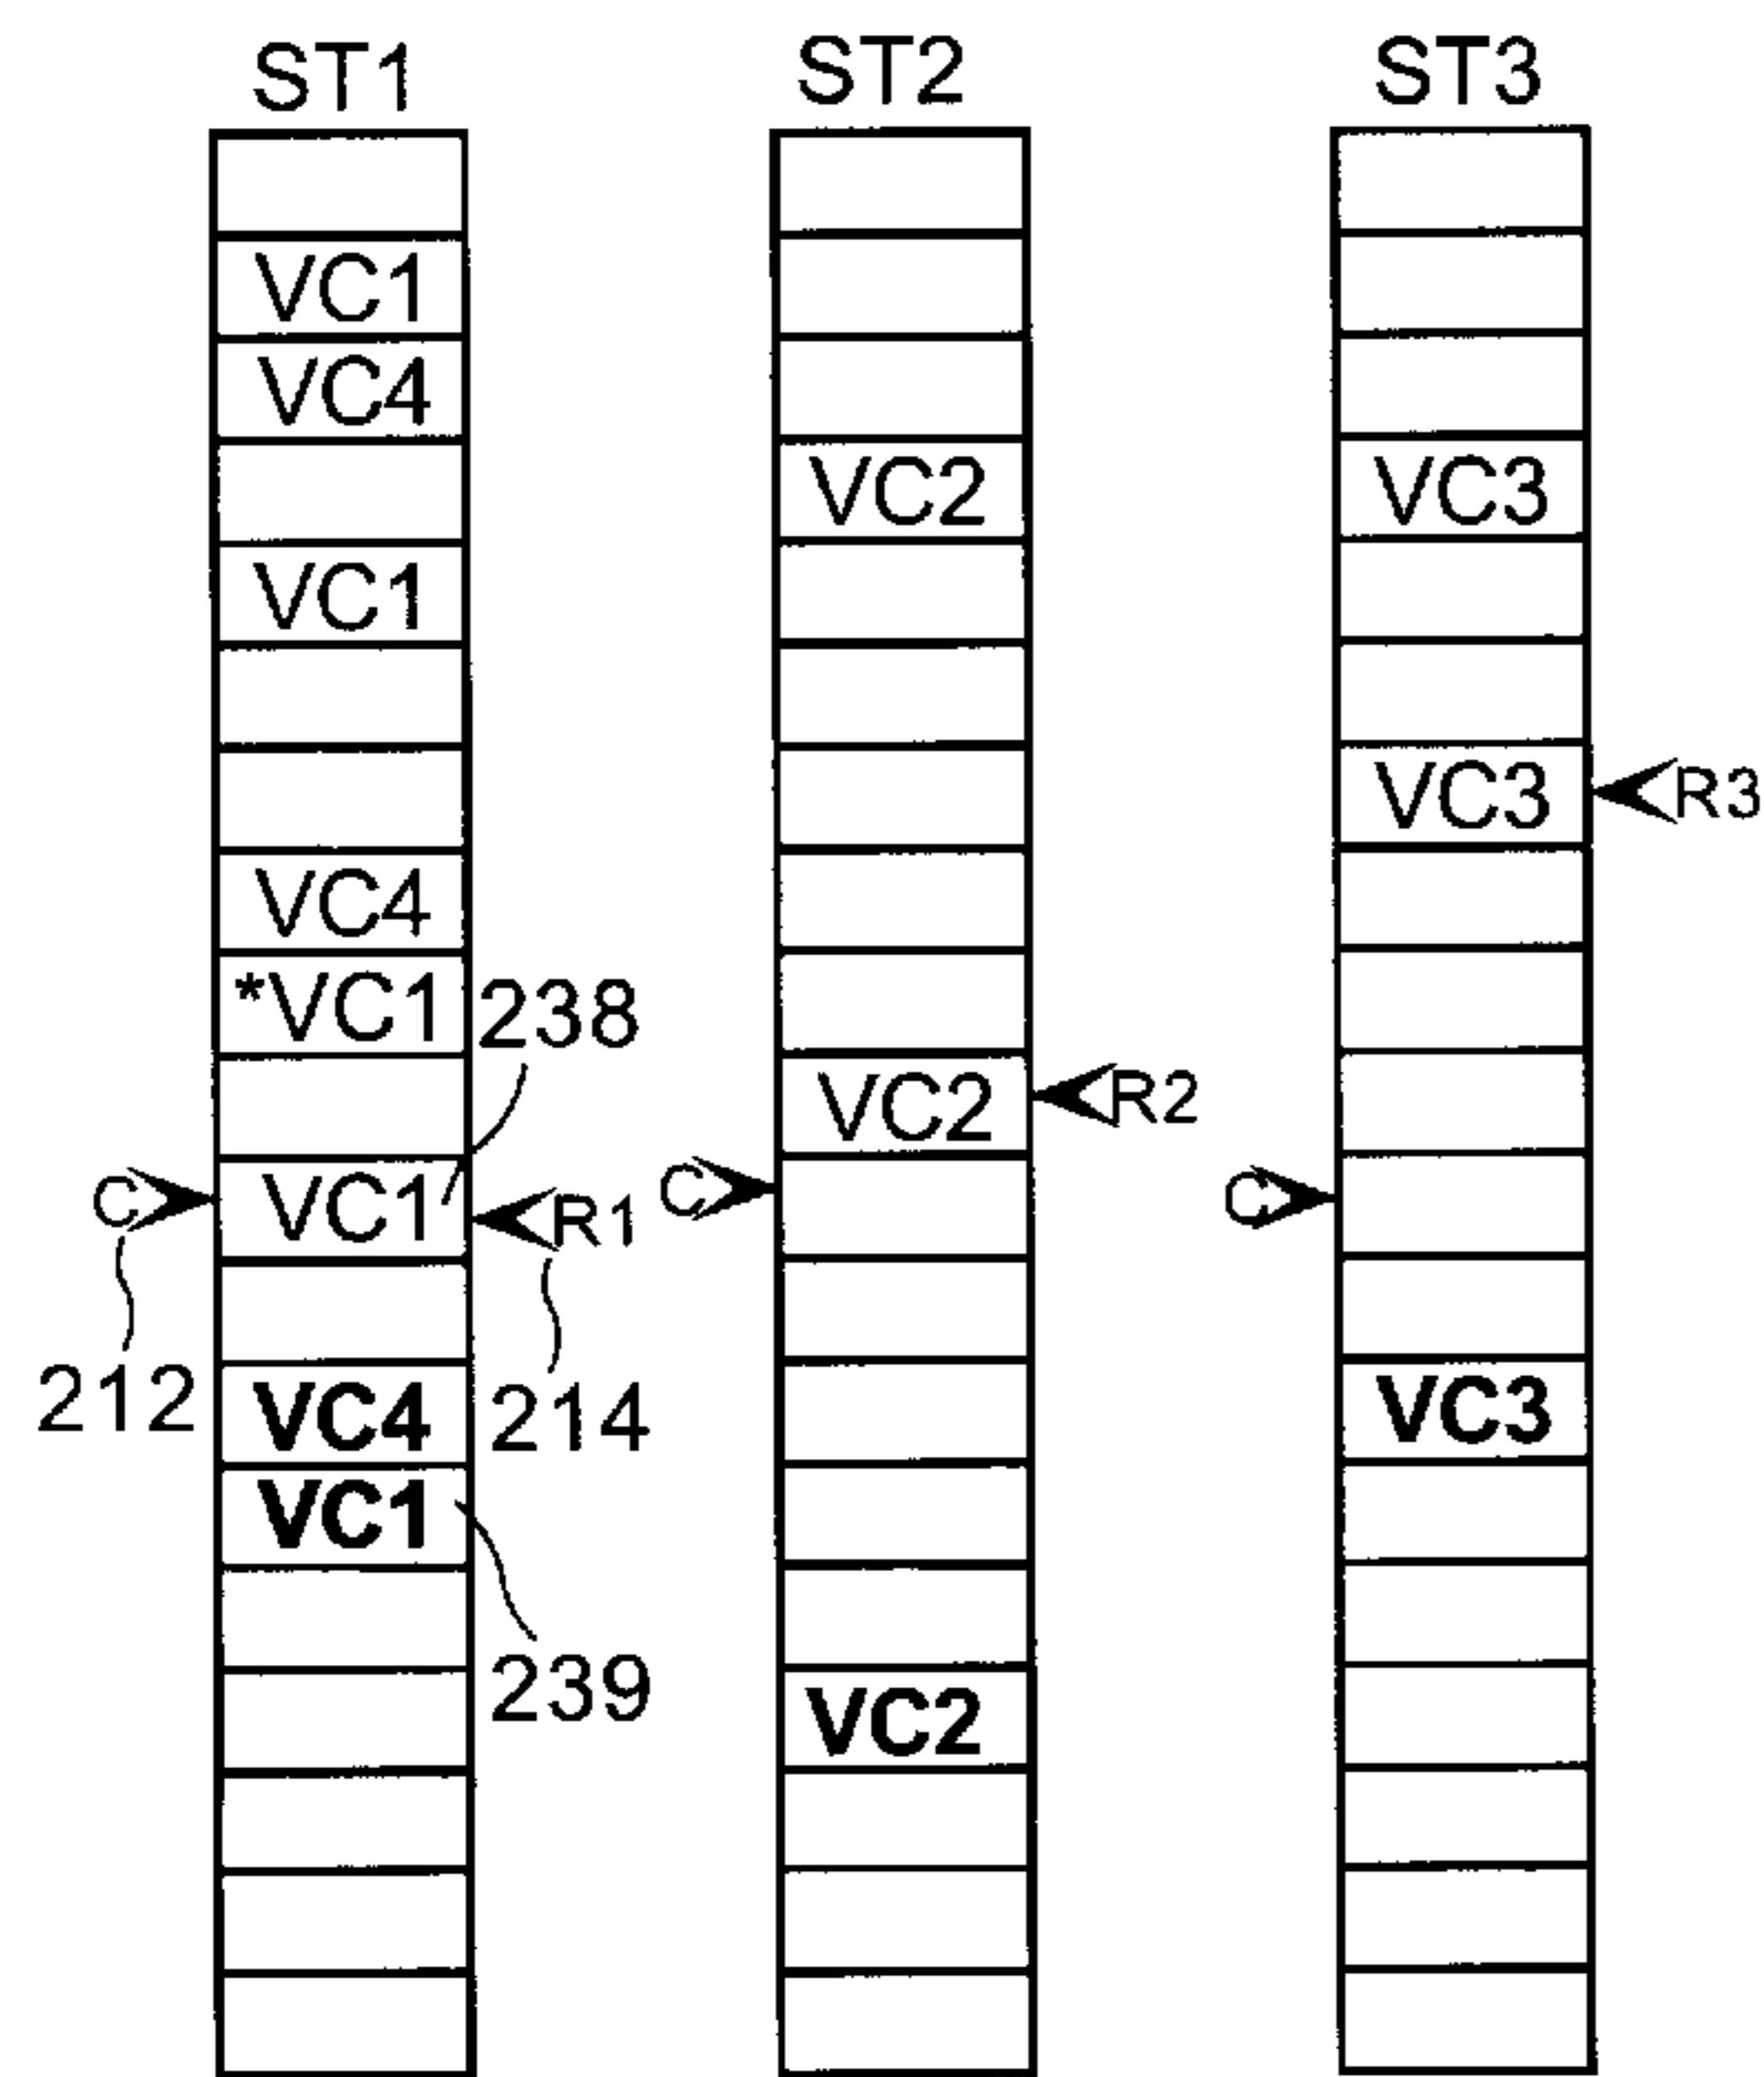 ST1 ST2 ST3
VC1
VC4
VC2 VC3
VC1
VC3 R3
VC4
*VC1 238
VC2 R2
C VC1 R1 C C
212 VC4 214 VC3
VC1
239
VC2